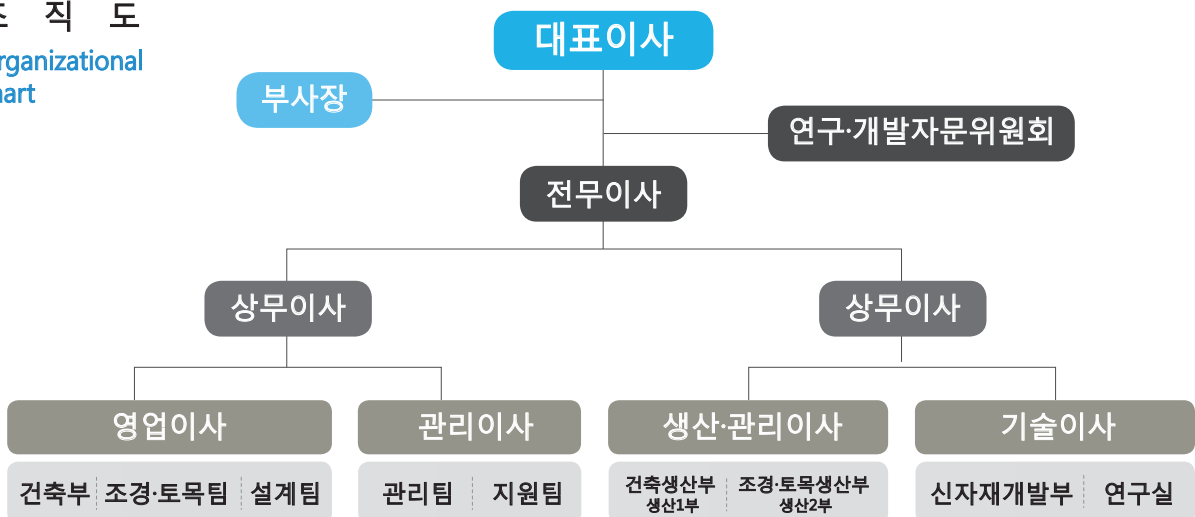 직 도
대표이사
부사장
연구·개발자문위원회
전무이사
상무이사
상무이사
영업이사
관리이사
생산·관리이사
기술이사
건축부 조경·토목팀 설계팀
관리팀 지원팀
건축생산부
생산1부
조경·토목생산부
생산2부
신자재개발부 연구실